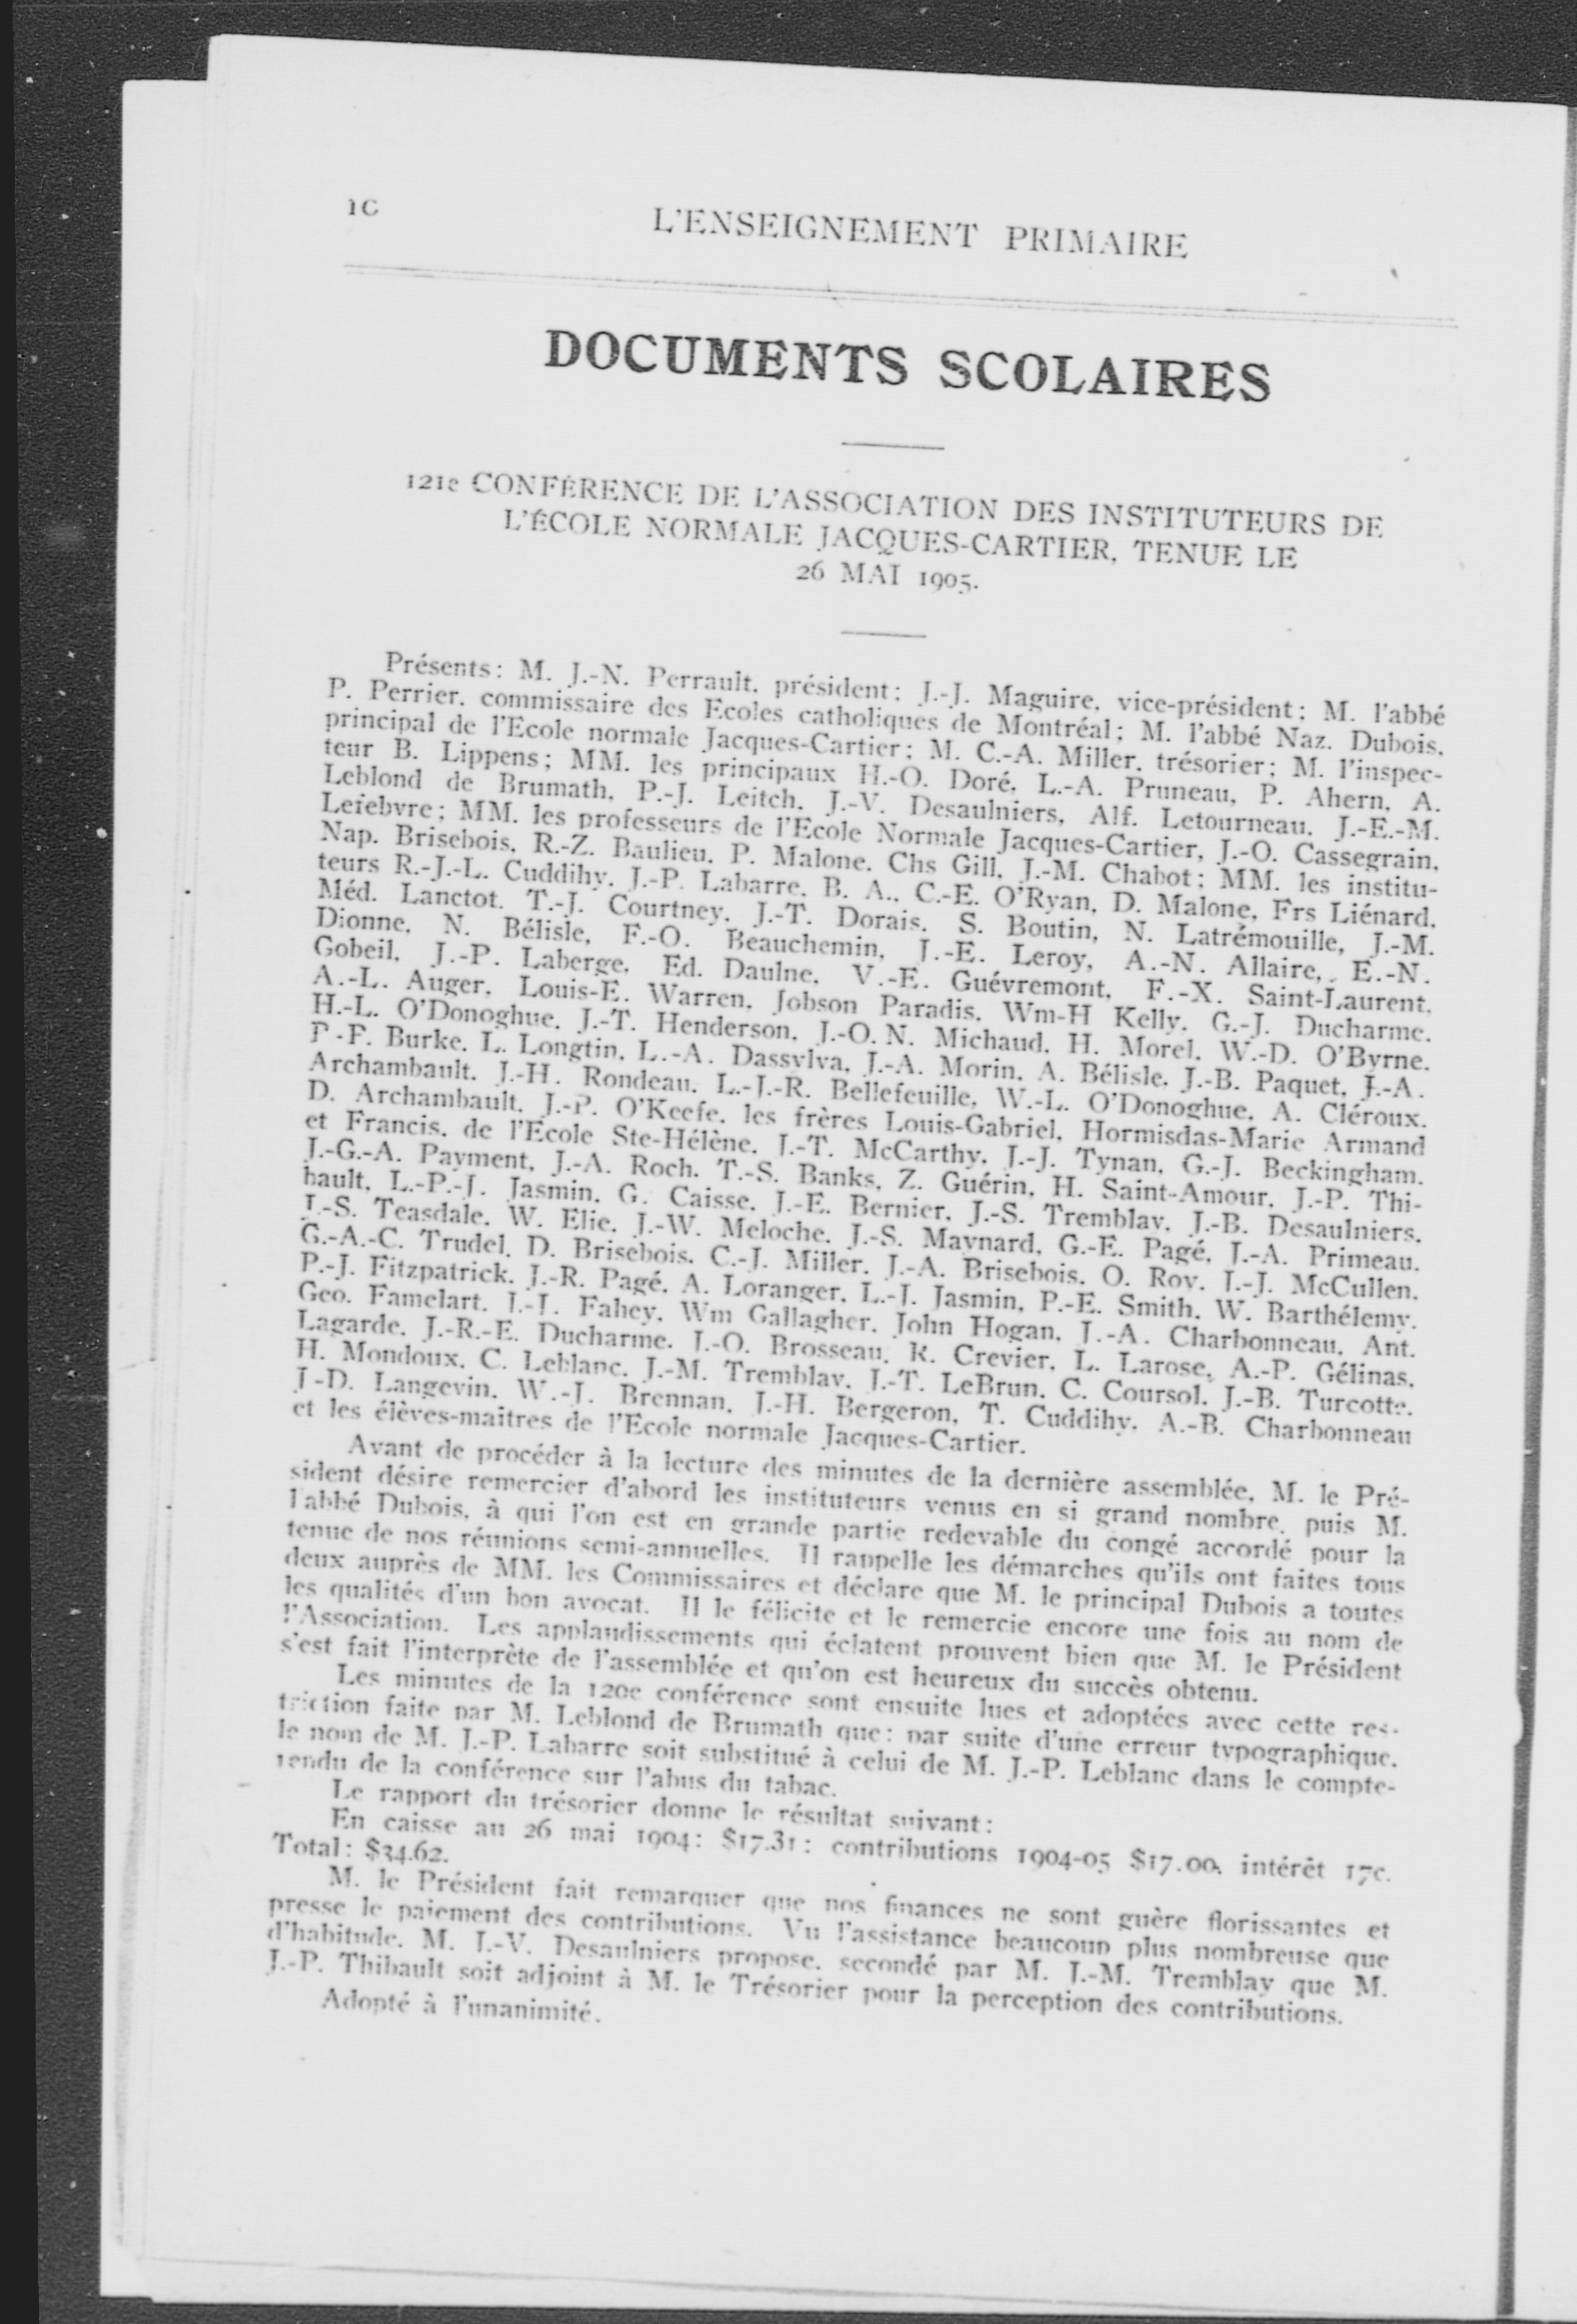 10
L'ENSEIGNEMENT PRIMAIRE
DOCUMENTS SCOLAIRES
121e CONFÉRENCE DE L'ASSOCIATION DES INSTITUTEURS DE
L'ÉCOLE NORMALE JACQUES-CARTIER, TENUE LE
26 MAI 1905.
Présents: M. J.-N. Perrault, président; J.-J. Maguire, vice-président; M. l'abbé
P. Perrier, commissaire des Ecoles catholiques de Montréal; M. l'abbé Naz. Dubois,
principal de l'Ecole normale Jacques-Cartier; M. C.-A. Miller, trésorier; M. l'inspec-
teur B. Lippens; MM. les principaux H.-O. Doré, L.-A. Pruneau, P. Ahern, A.
Leblond de Brumath, P.-J. Leitch, J.-V. Desaulniers, Alf. Letourneau, J.-E.-M.
Lefebvre; MM. les professeurs de l'Ecole Normale Jacques-Cartier, J.-O. Cassegrain,
Nap. Brisebois, R.-Z. Baulieu, P. Malone, Chs Gill, J.-M. Chabot; MM. les institu-
teurs R.-J.-L. Cuddihy, J.-P. Labarre, B. A., C.-E. O'Ryan, D. Malone, Frs Liénard,
Méd. Lanctot, T.-J. Courtney, J.-T. Dorais, S. Boutin, N. Latrémouille, J.-M.
Dionne, N. Bélisle, F.-O. Beauchemin, J.-E. Leroy, A.-N. Allaire, E.-N.
Gobeil, J.-P. Laberge, Ed. Daulne, V.-E. Guévremont, F.-X. Saint-Laurent,
A.-L. Auger, Louis-E. Warren, Jobson Paradis, Wm-H Kelly, G.-J. Ducharme,
H.-L. O'Donoghue, J.-T. Henderson, J.-O. N. Michaud, H. Morel, W.-D. O'Byrne,
P.-F. Burke, L. Longtin, L.-A. Dassylva, J.-A. Morin, A. Bélisle, J.-B. Paquet, J.-A.
Archambault, J.-H. Rondeau, L.-J.-R. Bellefeuille, W.-L. O'Donoghue, A. Cléroux,
D. Archambault, J.-P. O'Keefe, les frères Louis-Gabriel, Hormisdas-Marie Armand
et Francis, de l'Ecole Ste-Hélène, J.-T. McCarthy, J.-J. Tynan, G.-J. Beckingham,
J.-G.-A. Payment, J.-A. Roch, T.-S. Banks, Z. Guérin, H. Saint-Amour, J.-P. Thi-
bault, L.-P.-J. Jasmin, G. Caisse, J.-E. Bernier, J.-S. Tremblay, J.-B. Desaulniers,
J.-S. Teasdale, W. Elie, J.-W. Meloche, J.-S. Maynard, G.-E. Pagé, J.-A. Primeau,
G.-A.-C. Trudel, D. Brisebois, C.-J. Miller, J.-A. Brisebois, O. Roy, J.-J. McCullen,
P.-J. Fitzpatrick, J.-R. Pagé, A. Loranger, L.-J. Jasmin, P.-E. Smith, W. Barthélemy,
Geo. Famelart, J.-J. Fahey, Wm Gallagher, John Hogan, J.-A. Charbonneau, Ant.
Lagarde, J.-R.-E. Ducharme, J.-O. Brosseau, R. Crevier, L. Larose, A.-P. Gélinas,
H. Mondoux, C. Leblanc, J.-M. Tremblay, J.-T. LeBrun, C. Coursol, J.-B. Turcotte,
J.-D. Langevin, W.-J. Brennan, J.-H. Bergeron, T. Cuddihy, A.-B. Charbonneau
et les élèves-maîtres de l'Ecole normale Jacques-Cartier.
Avant de procéder à la lecture des minutes de la dernière assemblée, M. le Pré-
sident désire remercier d'abord les instituteurs venus en si grand nombre, puis M.
l'abbé Dubois, à qui l'on est en grande partie redevable du congé accordé pour la
tenue de nos réunions semi-annuelles. Il rappelle les démarches qu'ils ont faites tous
deux auprès de MM. les Commissaires et déclare que M. le principal Dubois a toutes
les qualités d'un bon avocat. Il le félicite et le remercie encore une fois au nom de
l'Association. Les applaudissements qui éclatent prouvent bien que M. le Président
s'est fait l'interprète de l'assemblée et qu'on est heureux du succès obtenu.
Les minutes de la 120e conférence sont ensuite lues et adoptées avec cette res-
triction faite par M. Leblond de Brumath que: par suite d'une erreur typographique,
le nom de M. J.-P. Labarre soit substitué à celui de M. J.-P. Leblanc dans le compte-
rendu de la conférence sur l'abus du tabac.
Le rapport du trésorier donne le résultat suivant:
En caisse au 26 mai 1904: $17.31; contributions 1904-05 $17.00, intérêt 17c.
Total: $34.62.
M. le Président fait remarquer que nos finances ne sont guère florissantes et
presse le paiement des contributions. Vu l'assistance beaucoup plus nombreuse que
d'habitude, M. J.-V. Desaulniers propose, secondé par M. J.-M. Tremblay que M.
J.-P. Thibault soit adjoint à M. le Trésorier pour la perception des contributions.
Adopté à l'unanimité.